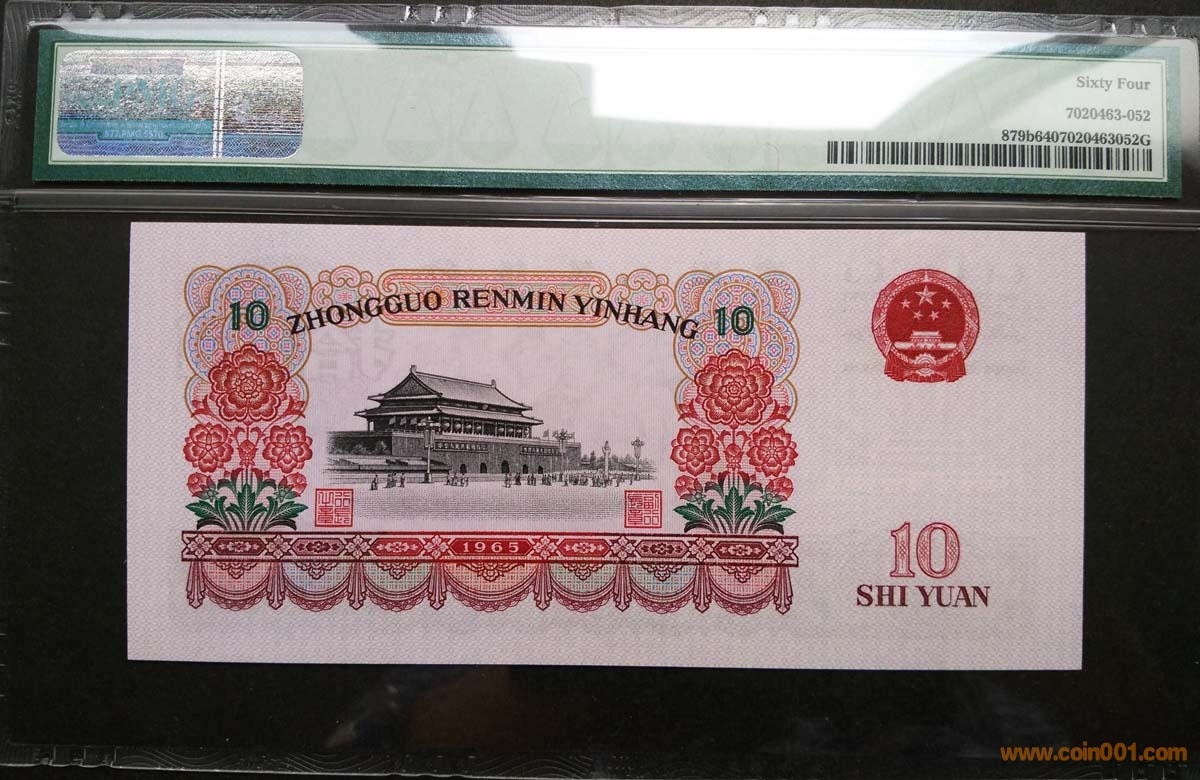 Sixty Four
7020463-052
879b6407020463052G
10 ZHONGGUO RENMIN YINHANG 10
1965
10
SHI YUAN
www.coin001.com